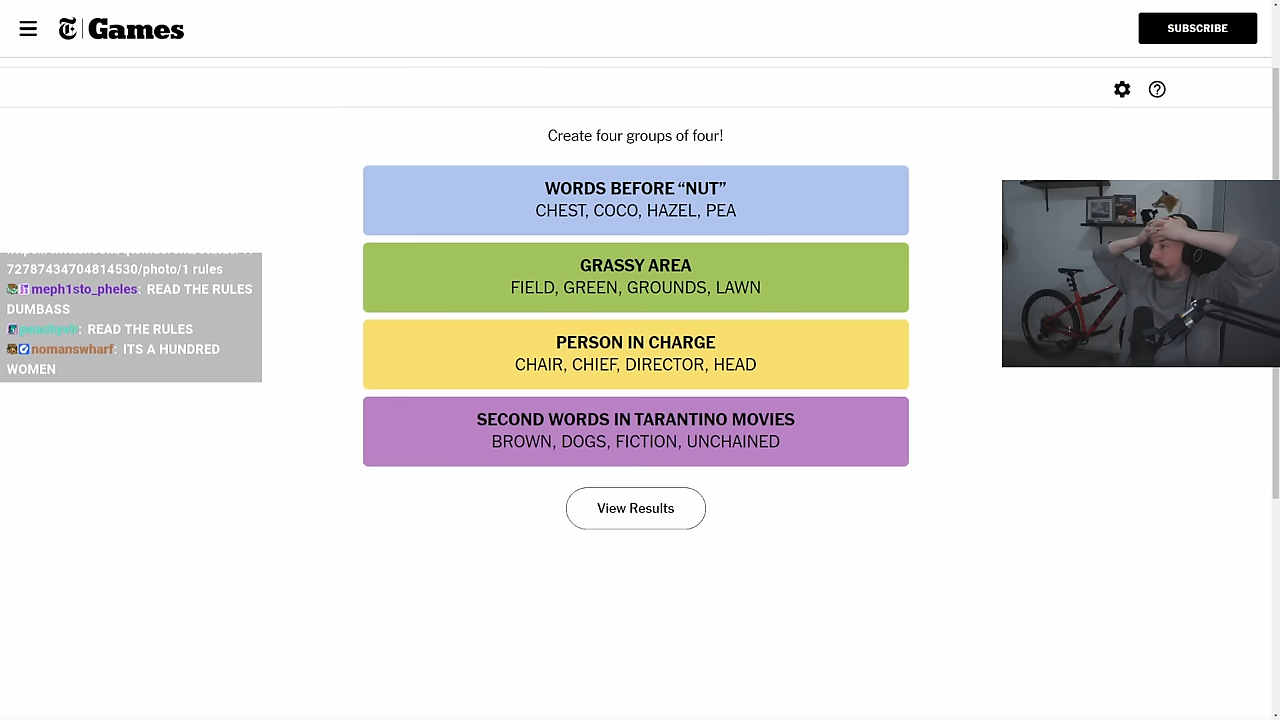 Games
SUBSCRIBE
Create four groups of four!
WORDS BEFORE “NUT”
CHEST, COCO, HAZEL, PEA
GRASSY AREA
FIELD, GREEN, GROUNDS, LAWN
PERSON IN CHARGE
CHAIR, CHIEF, DIRECTOR, HEAD
SECOND WORDS IN TARANTINO MOVIES
BROWN, DOGS, FICTION, UNCHAINED
View Results
72787434704814530/photo/1 rules
meph1sto_pheles: READ THE RULES
DUMBASS
: READ THE RULES
nomanswharf: ITS A HUNDRED
WOMEN